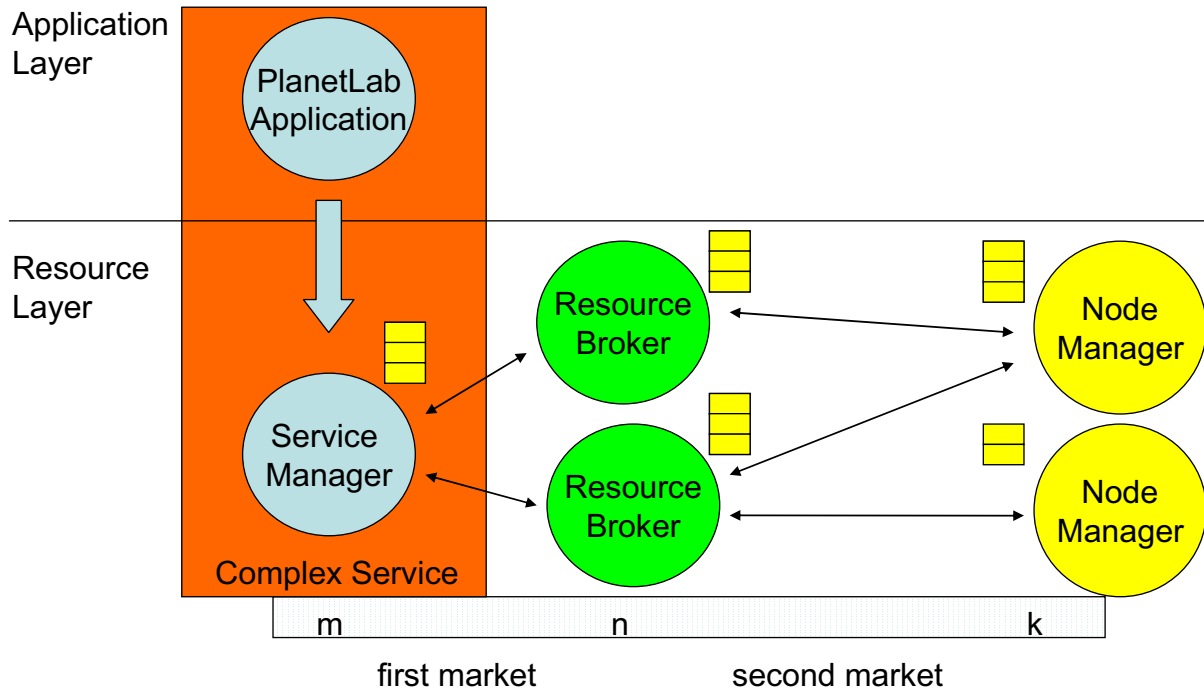 Application
Layer
PlanetLab
Application
Resource
Layer
Resource
Broker
Node
Manager
Service
Manager
Resource
Broker
Node
Manager
Complex Service
m n k
first market second market